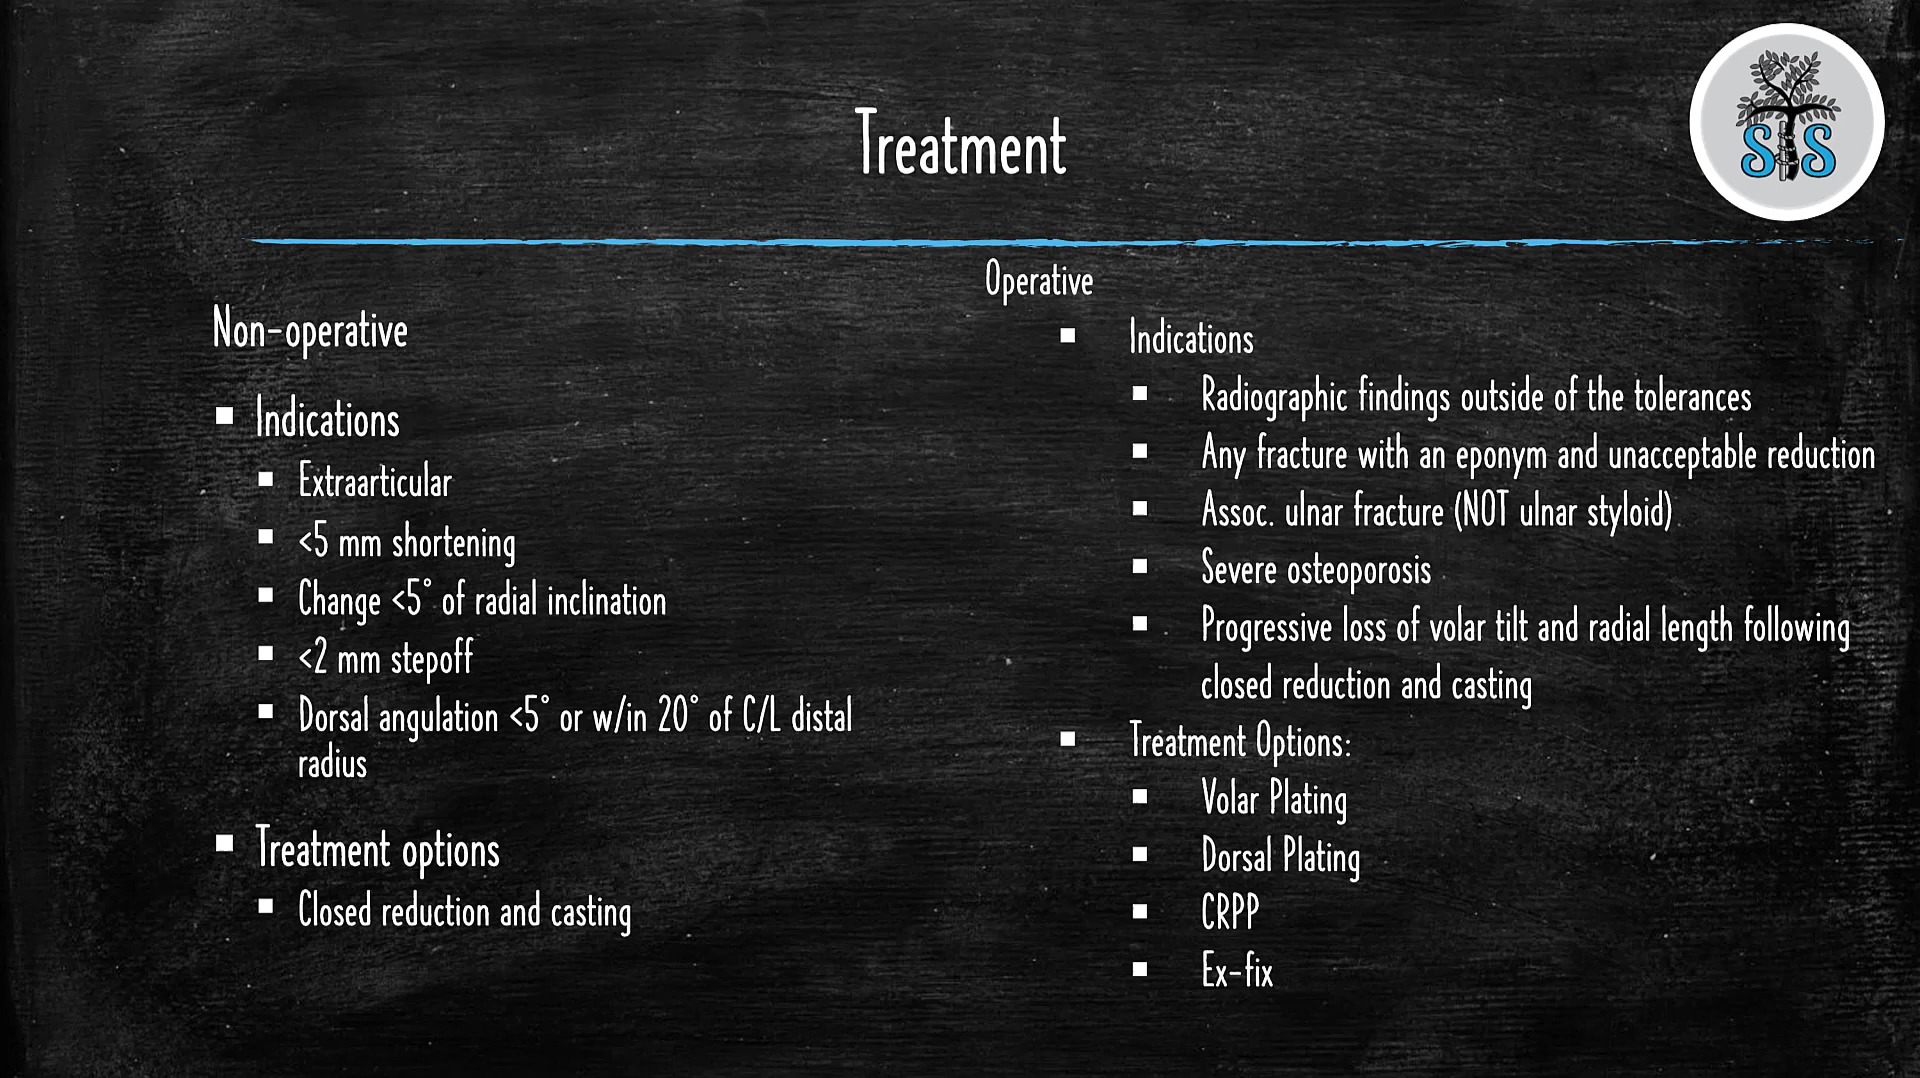 Treatment
S S
Non-operative
▪ Indications
▪ Extraarticular
▪ <5 mm shortening
▪ Change <5° of radial inclination
▪ <2 mm stepoff
▪ Dorsal angulation <5° or w/in 20° of C/L distal
radius
▪ Treatment options
▪ Closed reduction and casting
Operative
▪ Indications
▪ Radiographic findings outside of the tolerances
▪ Any fracture with an eponym and unacceptable reduction
▪ Assoc. ulnar fracture (NOT ulnar styloid)
▪ Severe osteoporosis
▪ Progressive loss of volar tilt and radial length following
closed reduction and casting
▪ Treatment Options:
▪ Volar Plating
▪ Dorsal Plating
▪ CRPP
▪ Ex-fix